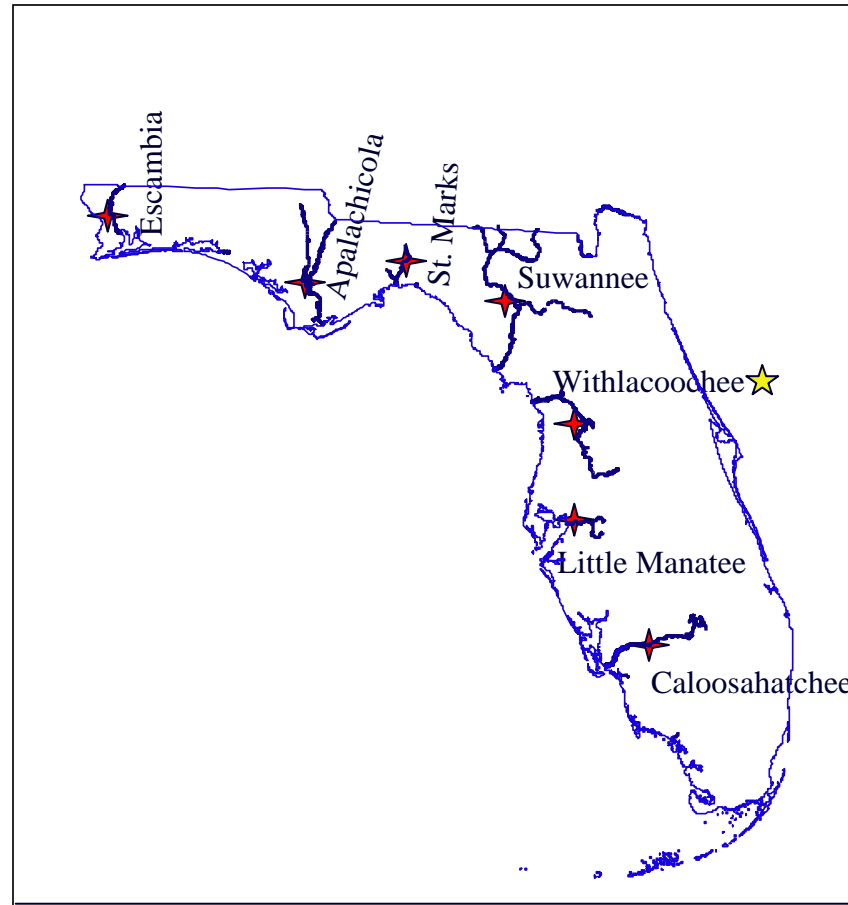 Escambia
Apalachicola
St. Marks
Suwannee
Withlacoochee
Little Manatee
Caloosahatchee